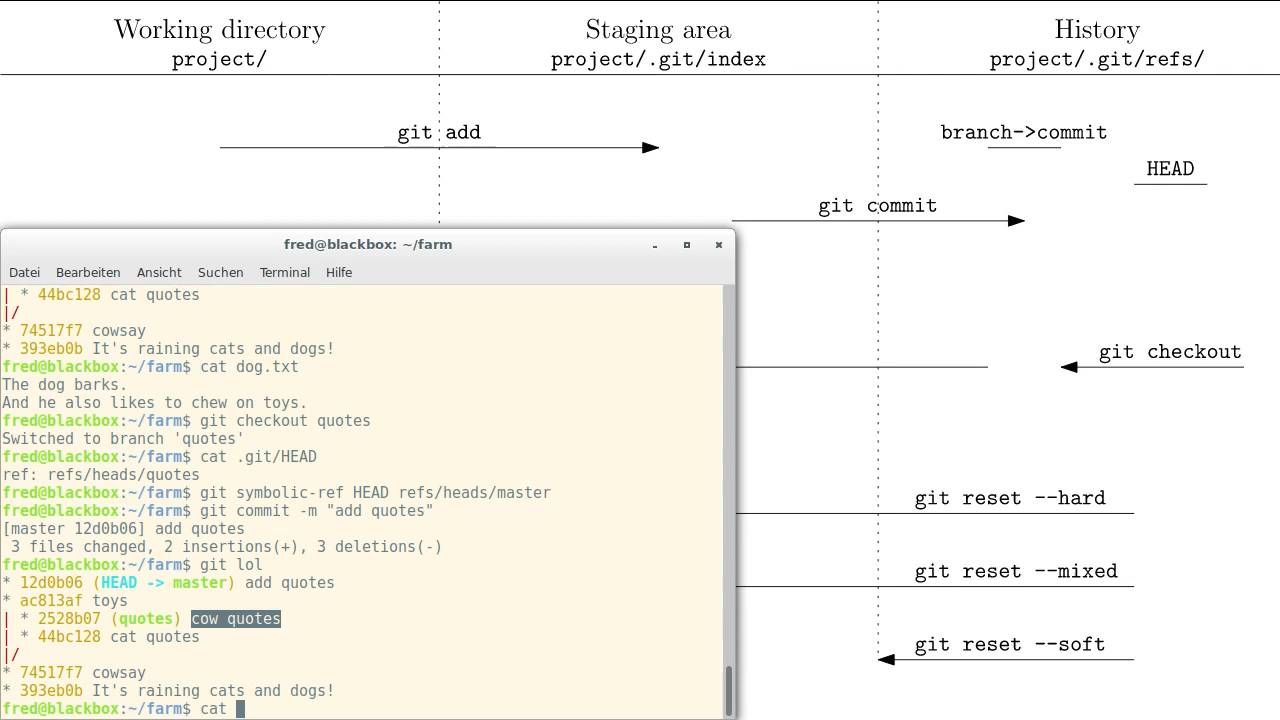 Working directory
project/
Staging area
project/.git/index
History
project/.git/refs/
git add
branch->commit
HEAD
git commit
git checkout
git reset --hard
git reset --mixed
git reset --soft
fred@blackbox: ~/farm
Datei Bearbeiten Ansicht Suchen Terminal Hilfe
| * 44bc128 cat quotes
|/
* 74517f7 cowsay
* 393eb0b It's raining cats and dogs!
fred@blackbox:~/farm$ cat dog.txt
The dog barks.
And he also likes to chew on toys.
fred@blackbox:~/farm$ git checkout quotes
Switched to branch 'quotes'
fred@blackbox:~/farm$ cat .git/HEAD
ref: refs/heads/quotes
fred@blackbox:~/farm$ git symbolic-ref HEAD refs/heads/master
fred@blackbox:~/farm$ git commit -m "add quotes"
[master 12d0b06] add quotes
 3 files changed, 2 insertions(+), 3 deletions(-)
fred@blackbox:~/farm$ git lol
* 12d0b06 (HEAD -> master) add quotes
* ac813af toys
| * 2528b07 (quotes) cow quotes
| * 44bc128 cat quotes
|/
* 74517f7 cowsay
* 393eb0b It's raining cats and dogs!
fred@blackbox:~/farm$ cat